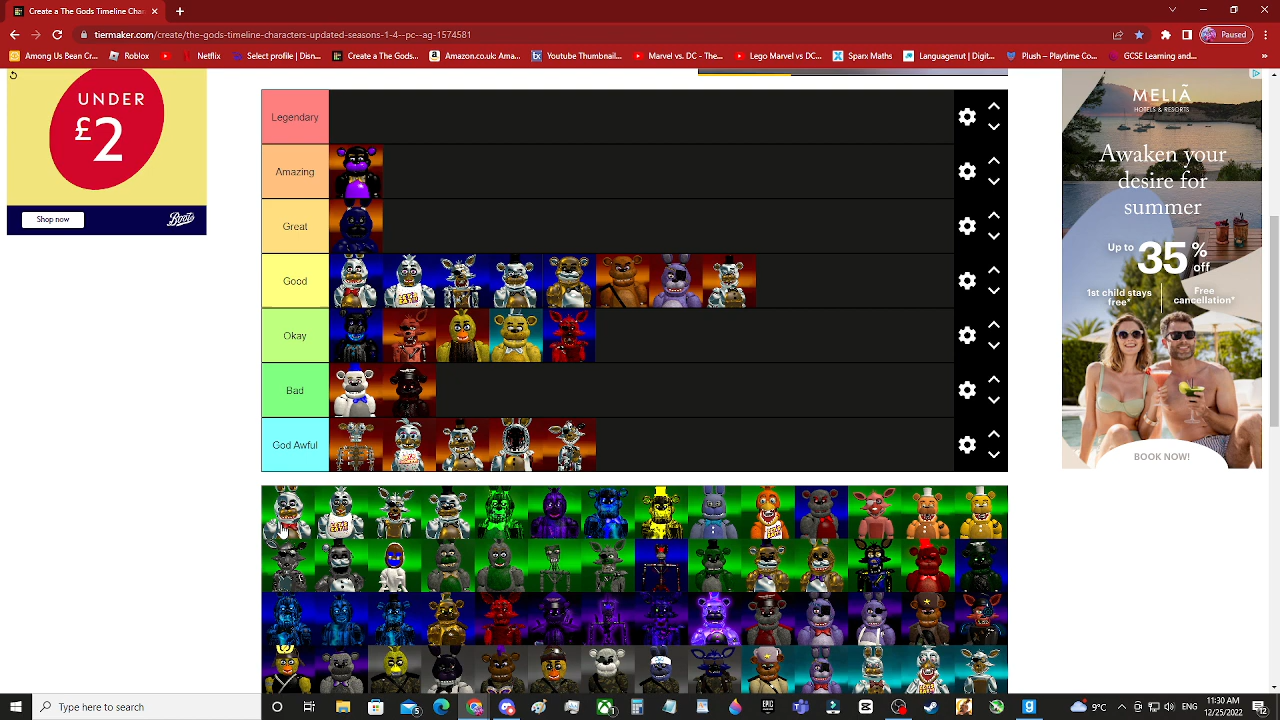 Create a The Gods Timeline Cha
tiermaker.com/create/the-gods-timeline-characters-updated-seasons-1-4--pc-ag-1574581
Paused
Among Us Bean Cr...
Roblox
Netflix
Select profile | Disn...
Create a The Gods...
Amazon.co.uk: Ama...
Youtube Thumbnail...
Marvel vs. DC - The...
Lego Marvel vs DC...
Sparx Maths
Languagenut | Digit...
Plush – Playtime Co...
GCSE Learning and...
UNDER
£2
Shop now
Boots
Legendary
Amazing
Great
Good
Okay
Bad
God Awful
MELIÃ
HOTELS & RESORTS
Awaken your
desire for
summer
Up to 35% off
1st child stays free*
Free cancellation*
BOOK NOW!
Type here to search
11:30 AM